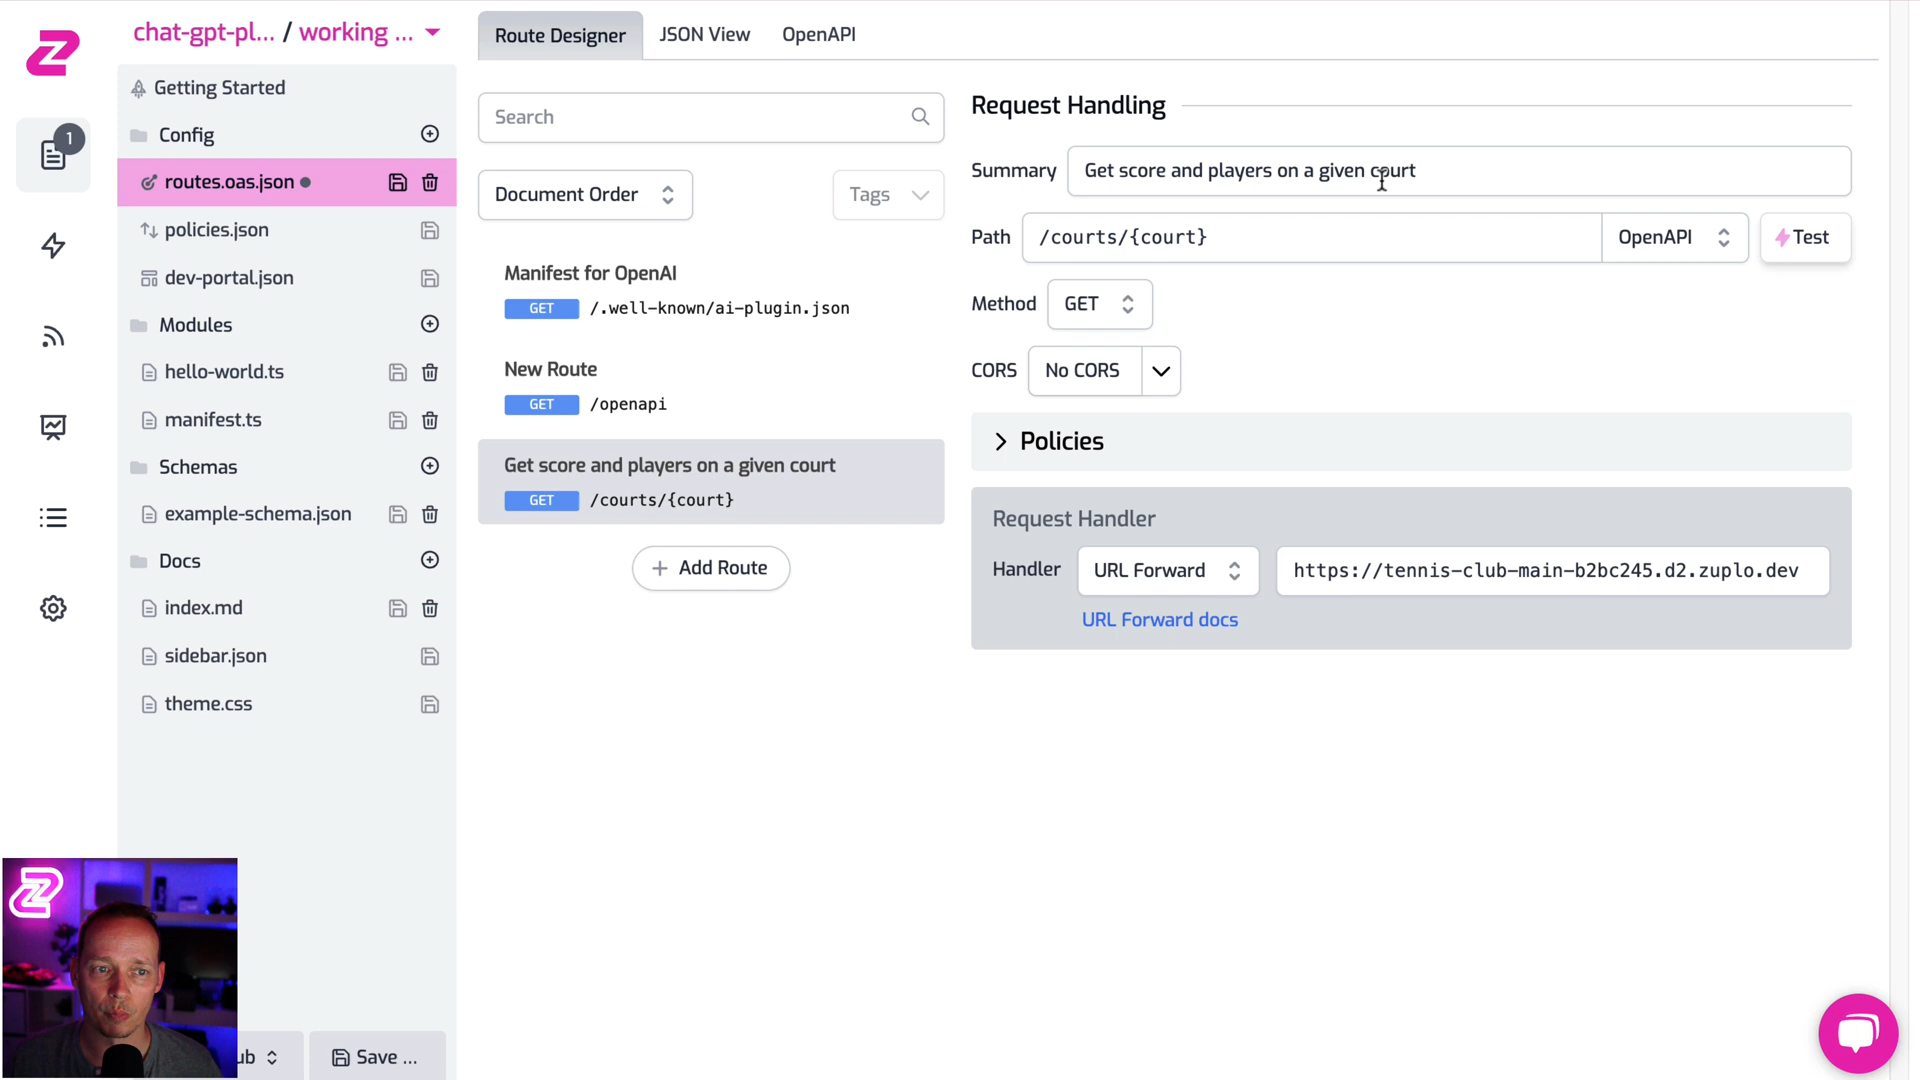 chat-gpt-pl... / working ...
Route Designer
JSON View
OpenAPI
Getting Started
Config
1
routes.oas.json
policies.json
dev-portal.json
Modules
hello-world.ts
manifest.ts
Schemas
example-schema.json
Docs
index.md
sidebar.json
theme.css
ub
Save ...
Search
Document Order
Tags
Manifest for OpenAI
GET /.well-known/ai-plugin.json
New Route
GET /openapi
Get score and players on a given court
GET /courts/{court}
+ Add Route
Request Handling
Summary Get score and players on a given court
Path /courts/{court} OpenAPI Test
Method GET
CORS No CORS
Policies
Request Handler
Handler URL Forward https://tennis-club-main-b2bc245.d2.zuplo.dev
URL Forward docs